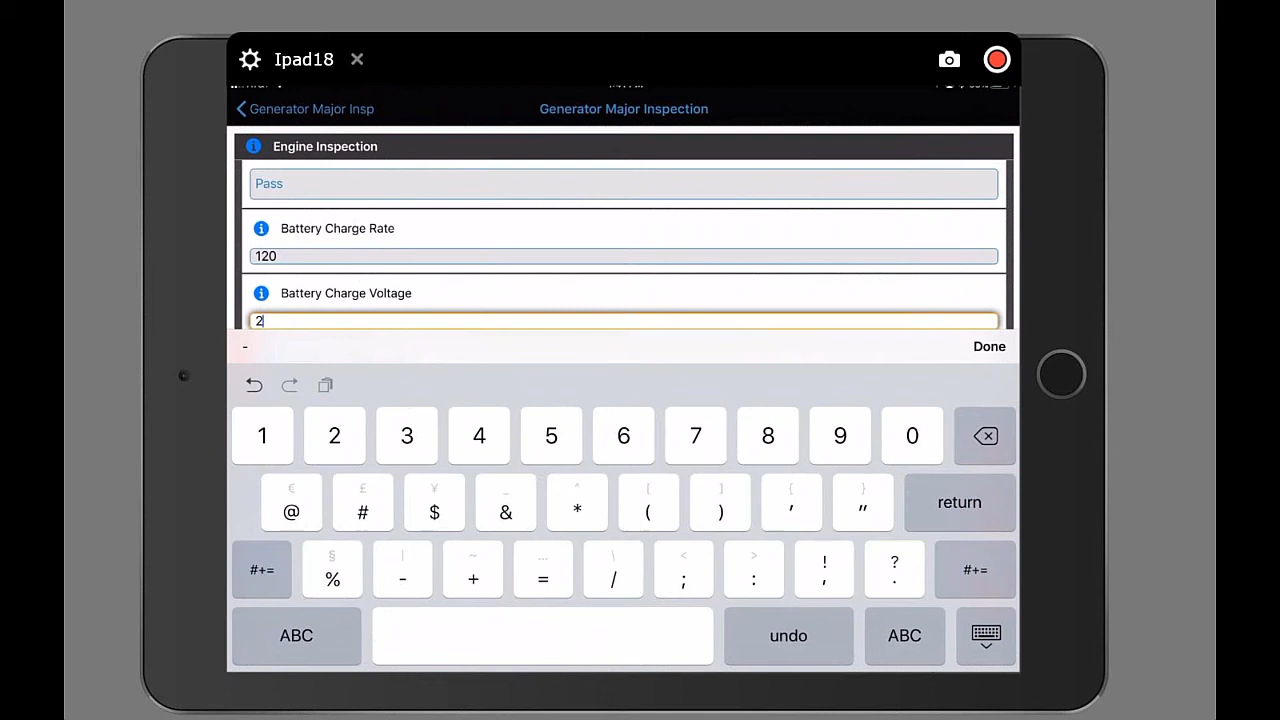 Ipad18
Generator Major Insp
Generator Major Inspection
Engine Inspection
Pass
Battery Charge Rate
120
Battery Charge Voltage
2
- Done
1 2 3 4 5 6 7 8 9 0
€ £ ¥ _ ^ [ ] { }
@ # $ & * ( ) ' " return
§ | ~ … \ < > ! ?
#+= % - + = / ; : , . #+=
ABC undo ABC